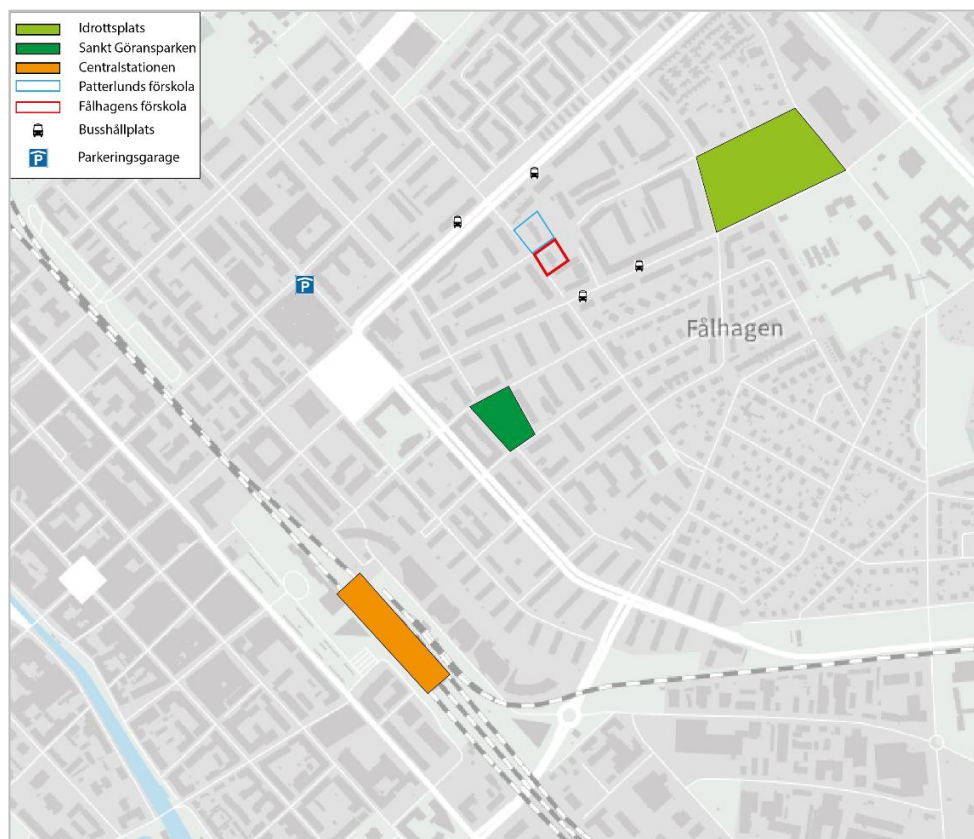 Idrottsplats
Sankt Göransparken
Centralstationen
Patterlunds förskola
Fålhagens förskola
Busshållplats
P Parkeringsgarage
P
Fålhagen